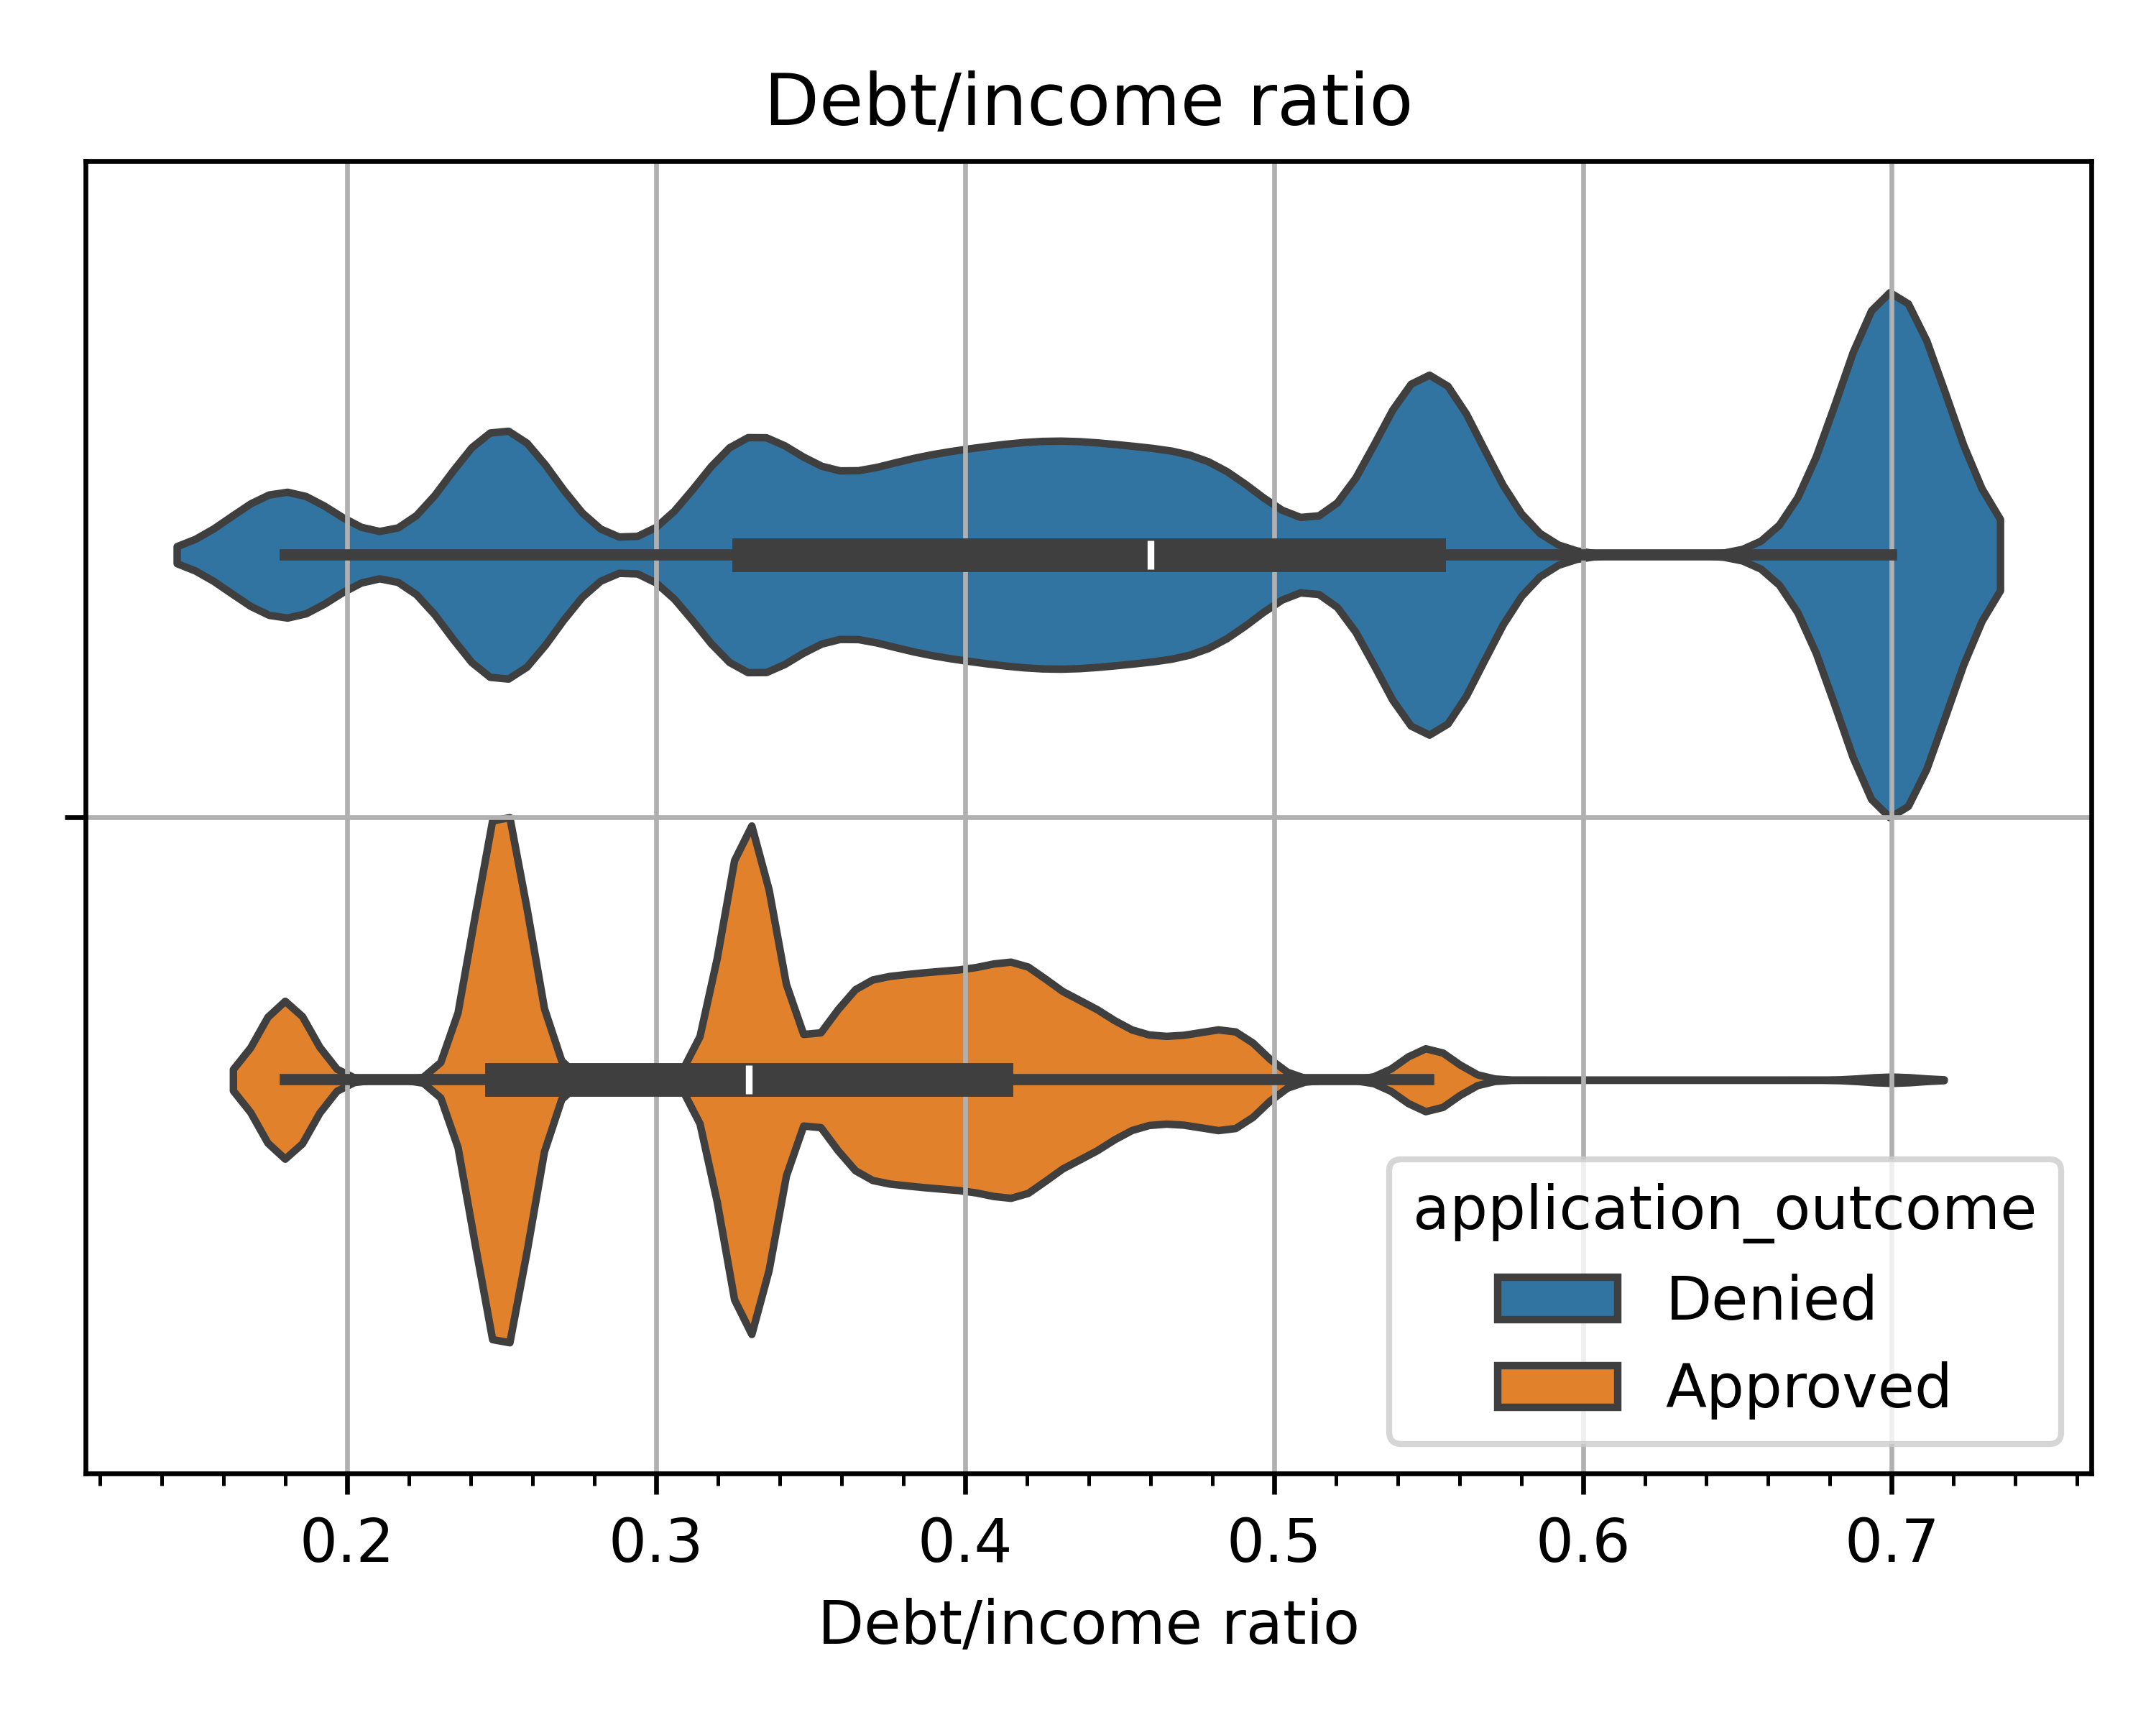 Debt/income ratio
application_outcome
Denied
Approved
0.2 0.3 0.4 0.5 0.6 0.7
Debt/income ratio